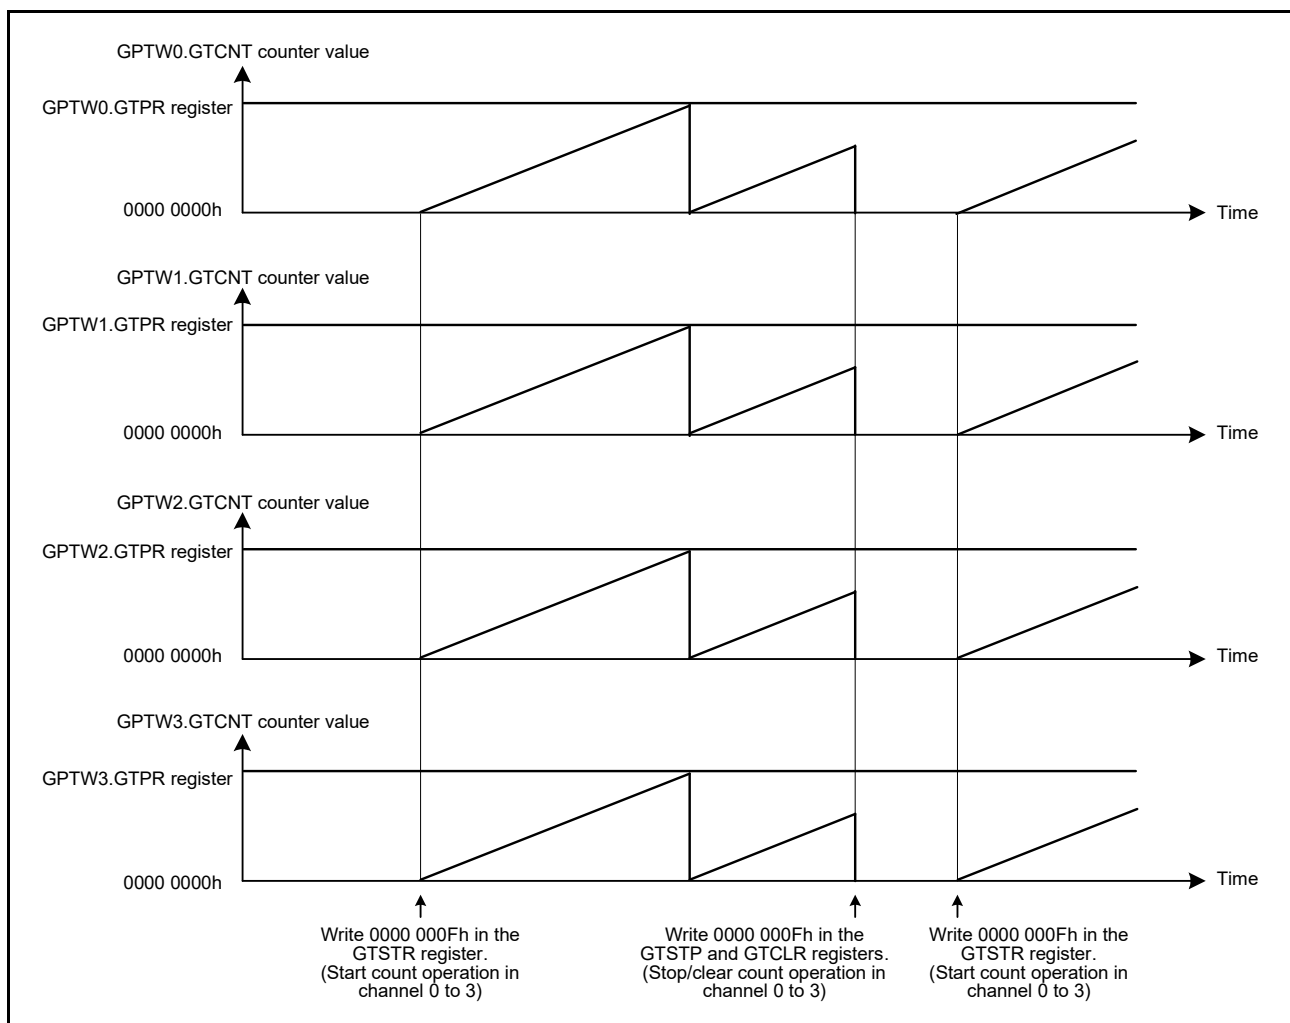 GPTW0.GTCNT counter value
GPTW0.GTPR register
0000 0000h
Time
GPTW1.GTCNT counter value
GPTW1.GTPR register
0000 0000h
Time
GPTW2.GTCNT counter value
GPTW2.GTPR register
0000 0000h
Time
GPTW3.GTCNT counter value
GPTW3.GTPR register
0000 0000h
Time
Write 0000 000Fh in the
GTSTR register.
(Start count operation in
channel 0 to 3)
Write 0000 000Fh in the
GTSTP and GTCLR registers.
(Stop/clear count operation in
channel 0 to 3)
Write 0000 000Fh in the
GTSTR register.
(Start count operation in
channel 0 to 3)